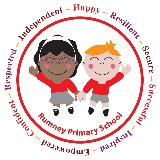 Independent ~ Happy ~ Resilient ~ Secure ~ Successful ~ Inspired ~ Empowered ~ Confident ~ Respected ~
Rumney Primary School